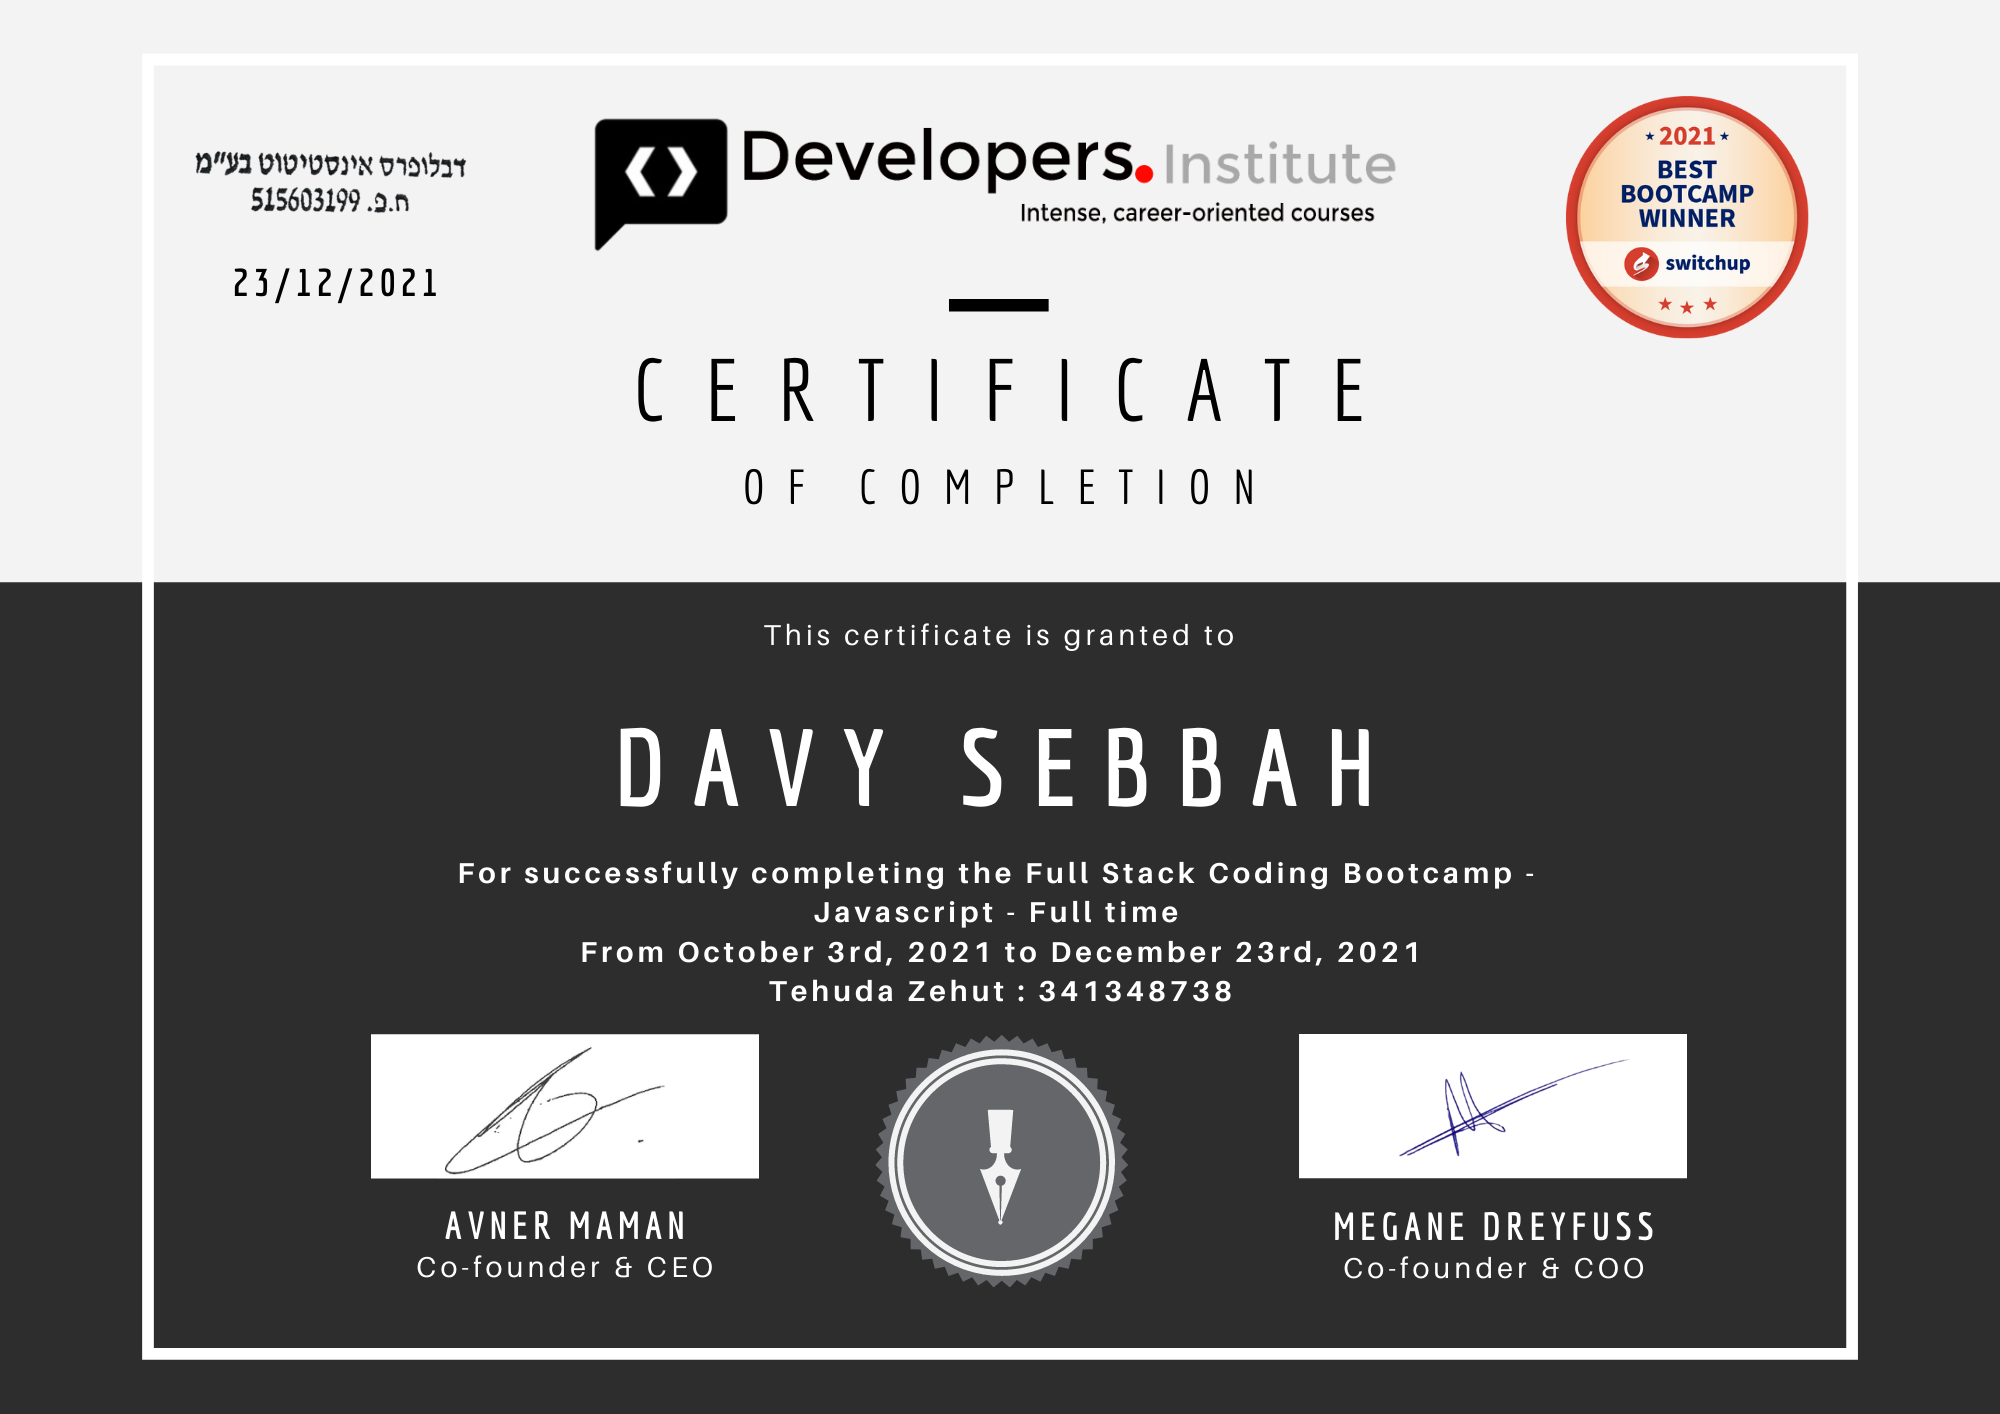 דבלופרס אינסטיטוט בע"מ
ח.פ. 515603199
23/12/2021
Developers.Institute
Intense, career-oriented courses
2021
BEST
BOOTCAMP
WINNER
switchup
CERTIFICATE
OF COMPLETION
This certificate is granted to
DAVY SEBBAH
For successfully completing the Full Stack Coding Bootcamp -
Javascript - Full time
From October 3rd, 2021 to December 23rd, 2021
Tehuda Zehut : 341348738
AVNER MAMAN
Co-founder & CEO
MEGANE DREYFUSS
Co-founder & COO